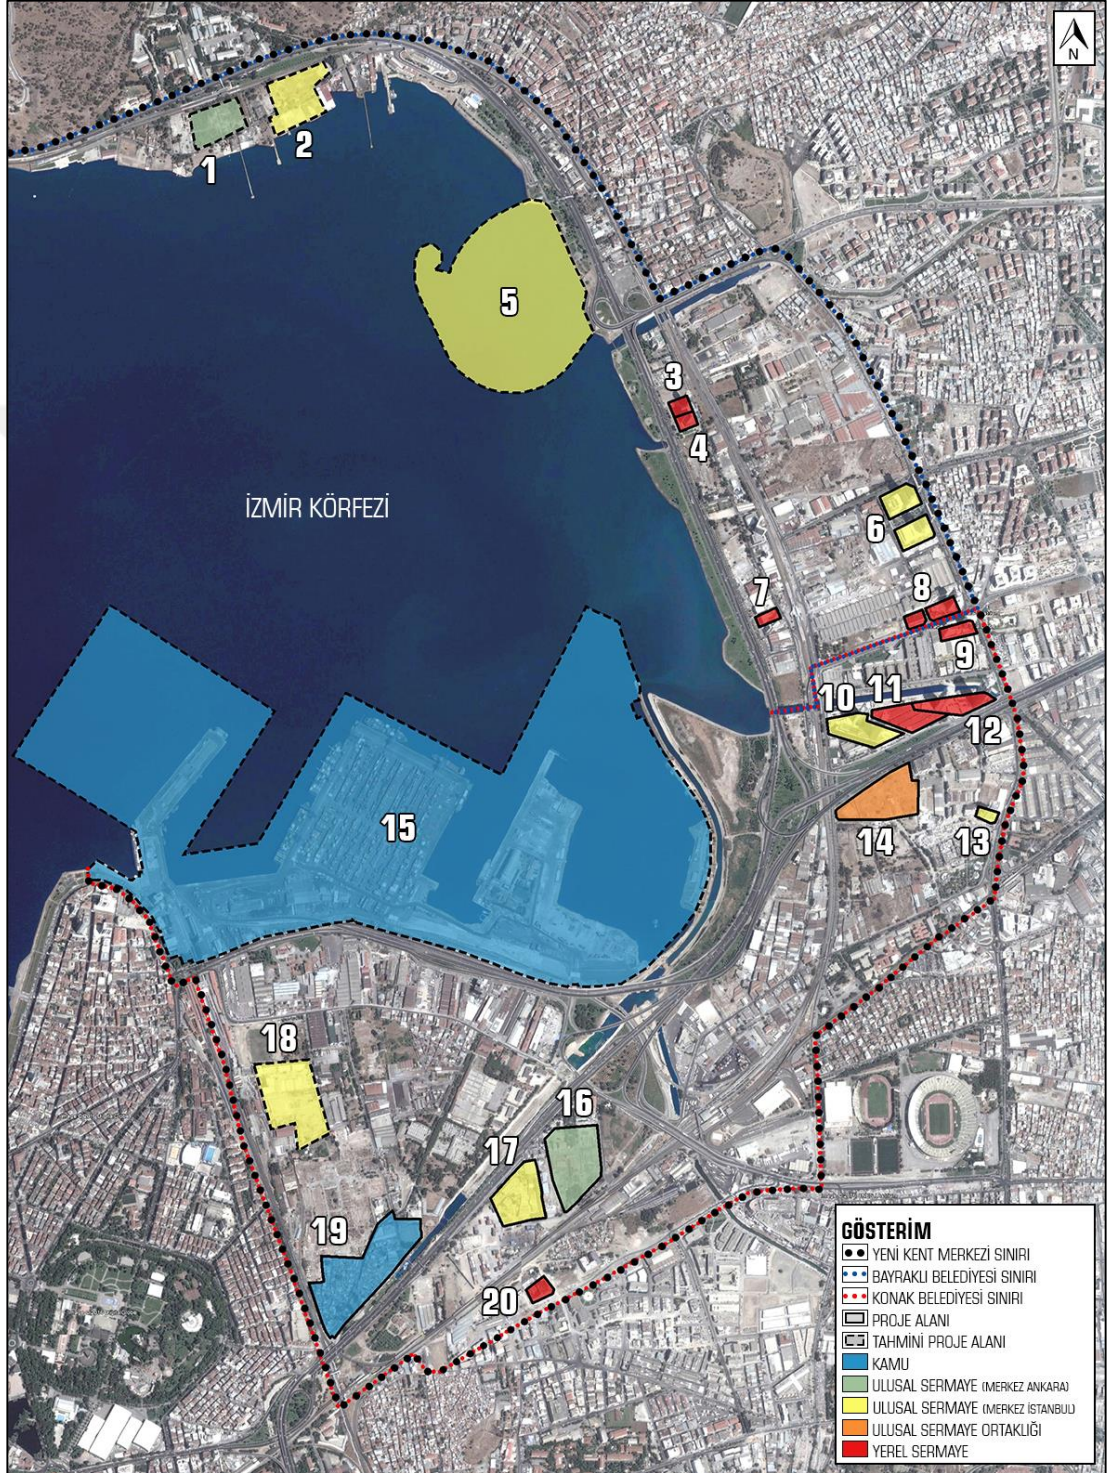 N
1
2
5
3
4
İZMİR KÖRFEZİ
6
7
8
9
10
11
12
15
14
13
18
16
17
19
20
GÖSTERİM
YENİ KENT MERKEZİ SINIRI
BAYRAKLI BELEDİYESİ SINIRI
KONAK BELEDİYESİ SINIRI
PROJE ALANI
TAHMİNİ PROJE ALANI
KAMU
ULUSAL SERMAYE (MERKEZ ANKARA)
ULUSAL SERMAYE (MERKEZ İSTANBUL)
ULUSAL SERMAYE ORTAKLIĞI
YEREL SERMAYE